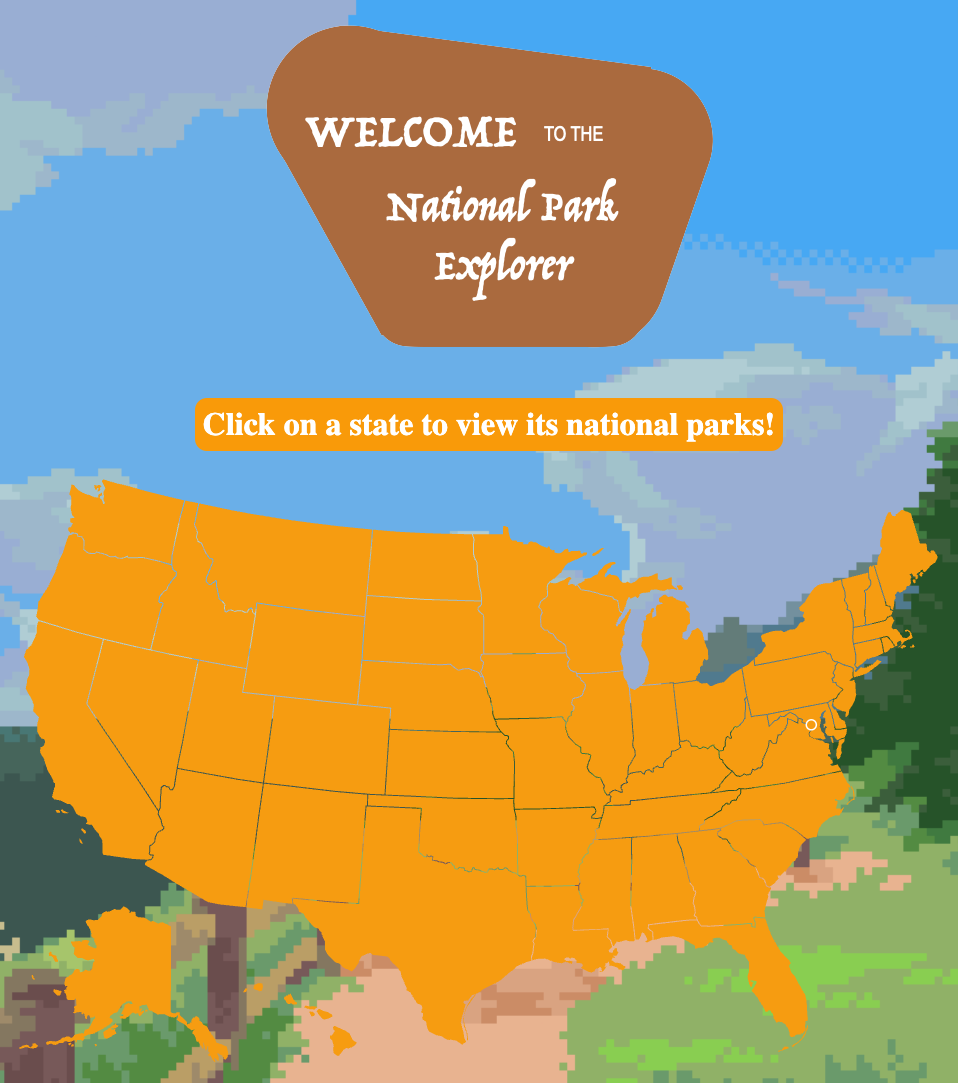 WELCOME TO THE
National Park
Explorer
Click on a state to view its national parks!